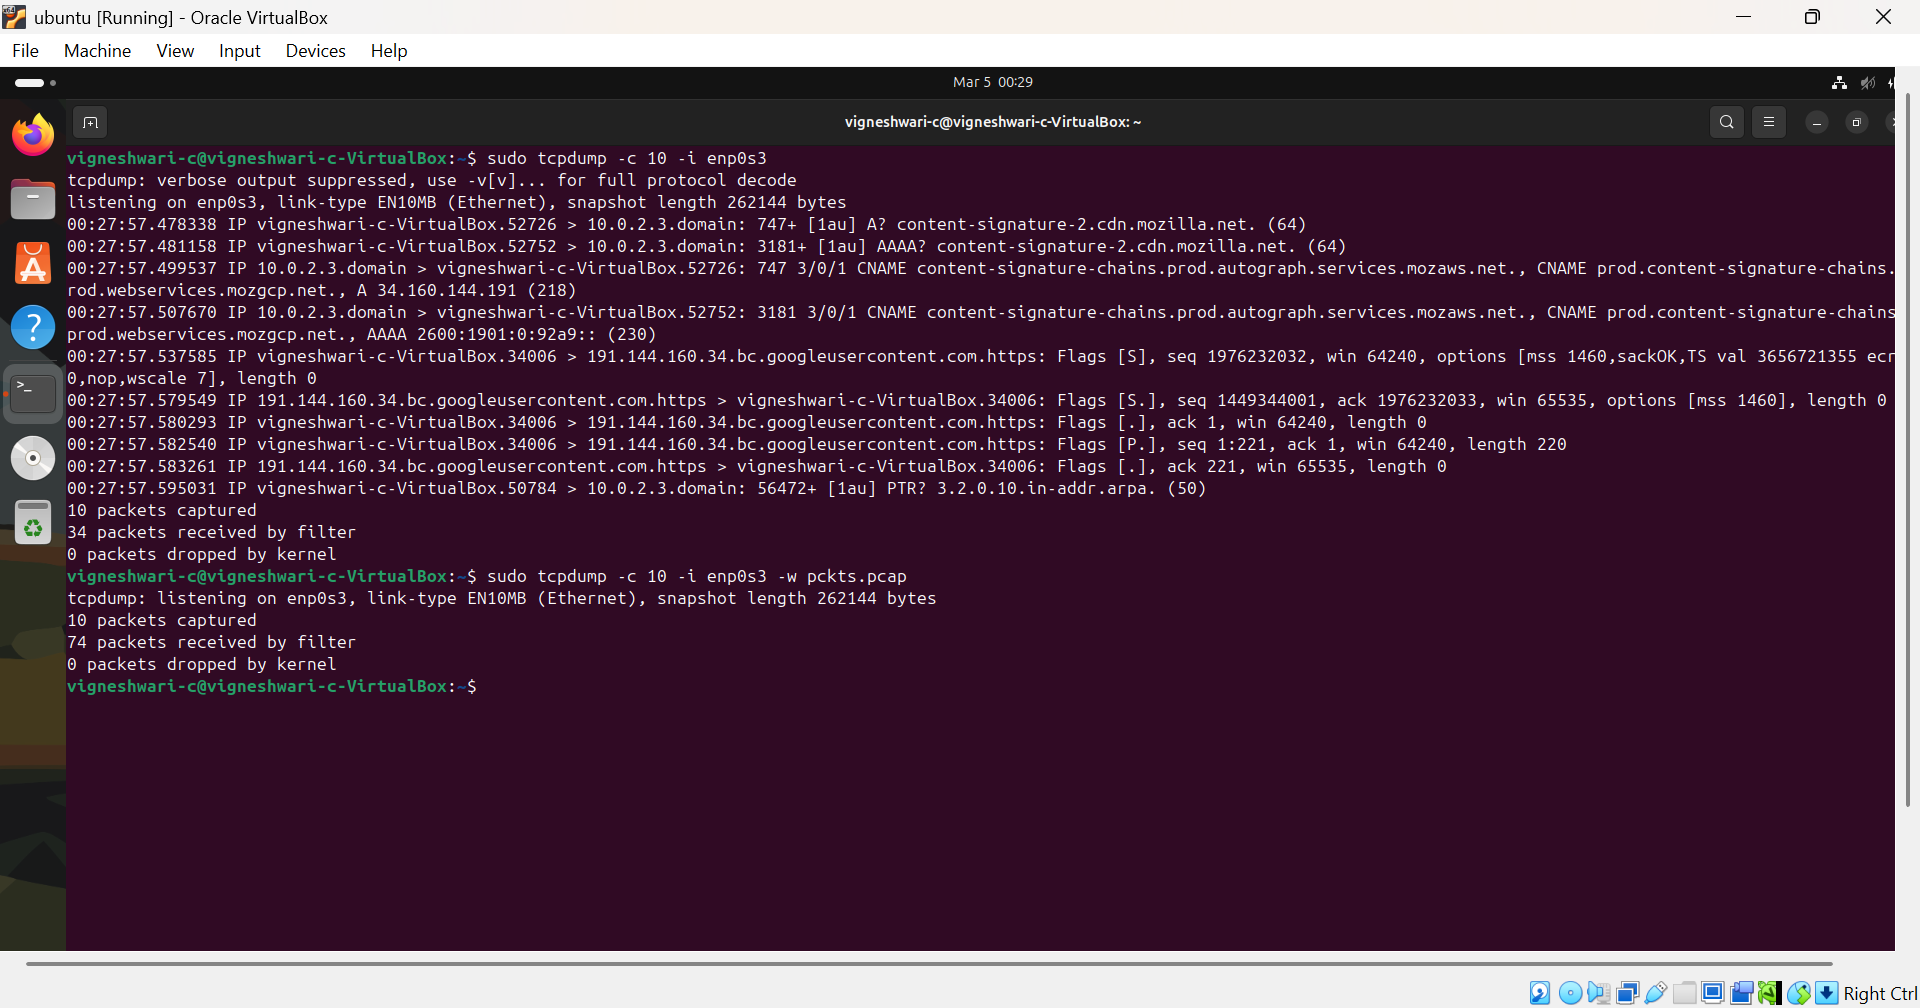 ubuntu [Running] - Oracle VirtualBox
File Machine View Input Devices Help
Mar 5 00:29
vigneshwari-c@vigneshwari-c-VirtualBox: ~
vigneshwari-c@vigneshwari-c-VirtualBox:~$ sudo tcpdump -c 10 -i enp0s3
tcpdump: verbose output suppressed, use -v[v]... for full protocol decode
listening on enp0s3, link-type EN10MB (Ethernet), snapshot length 262144 bytes
00:27:57.478338 IP vigneshwari-c-VirtualBox.52726 > 10.0.2.3.domain: 747+ [1au] A? content-signature-2.cdn.mozilla.net. (64)
00:27:57.481158 IP vigneshwari-c-VirtualBox.52752 > 10.0.2.3.domain: 3181+ [1au] AAAA? content-signature-2.cdn.mozilla.net. (64)
00:27:57.499537 IP 10.0.2.3.domain > vigneshwari-c-VirtualBox.52726: 747 3/0/1 CNAME content-signature-chains.prod.autograph.services.mozaws.net., CNAME prod.content-signature-chains.
rod.webservices.mozgcp.net., A 34.160.144.191 (218)
00:27:57.507670 IP 10.0.2.3.domain > vigneshwari-c-VirtualBox.52752: 3181 3/0/1 CNAME content-signature-chains.prod.autograph.services.mozaws.net., CNAME prod.content-signature-chains
prod.webservices.mozgcp.net., AAAA 2600:1901:0:92a9:: (230)
00:27:57.537585 IP vigneshwari-c-VirtualBox.34006 > 191.144.160.34.bc.googleusercontent.com.https: Flags [S], seq 1976232032, win 64240, options [mss 1460,sackOK,TS val 3656721355 ecr
0,nop,wscale 7], length 0
00:27:57.579549 IP 191.144.160.34.bc.googleusercontent.com.https > vigneshwari-c-VirtualBox.34006: Flags [S.], seq 1449344001, ack 1976232033, win 65535, options [mss 1460], length 0
00:27:57.580293 IP vigneshwari-c-VirtualBox.34006 > 191.144.160.34.bc.googleusercontent.com.https: Flags [.], ack 1, win 64240, length 0
00:27:57.582540 IP vigneshwari-c-VirtualBox.34006 > 191.144.160.34.bc.googleusercontent.com.https: Flags [P.], seq 1:221, ack 1, win 64240, length 220
00:27:57.583261 IP 191.144.160.34.bc.googleusercontent.com.https > vigneshwari-c-VirtualBox.34006: Flags [.], ack 221, win 65535, length 0
00:27:57.595031 IP vigneshwari-c-VirtualBox.50784 > 10.0.2.3.domain: 56472+ [1au] PTR? 3.2.0.10.in-addr.arpa. (50)
10 packets captured
34 packets received by filter
0 packets dropped by kernel
vigneshwari-c@vigneshwari-c-VirtualBox:~$ sudo tcpdump -c 10 -i enp0s3 -w pckts.pcap
tcpdump: listening on enp0s3, link-type EN10MB (Ethernet), snapshot length 262144 bytes
10 packets captured
74 packets received by filter
0 packets dropped by kernel
vigneshwari-c@vigneshwari-c-VirtualBox:~$
Right Ctrl